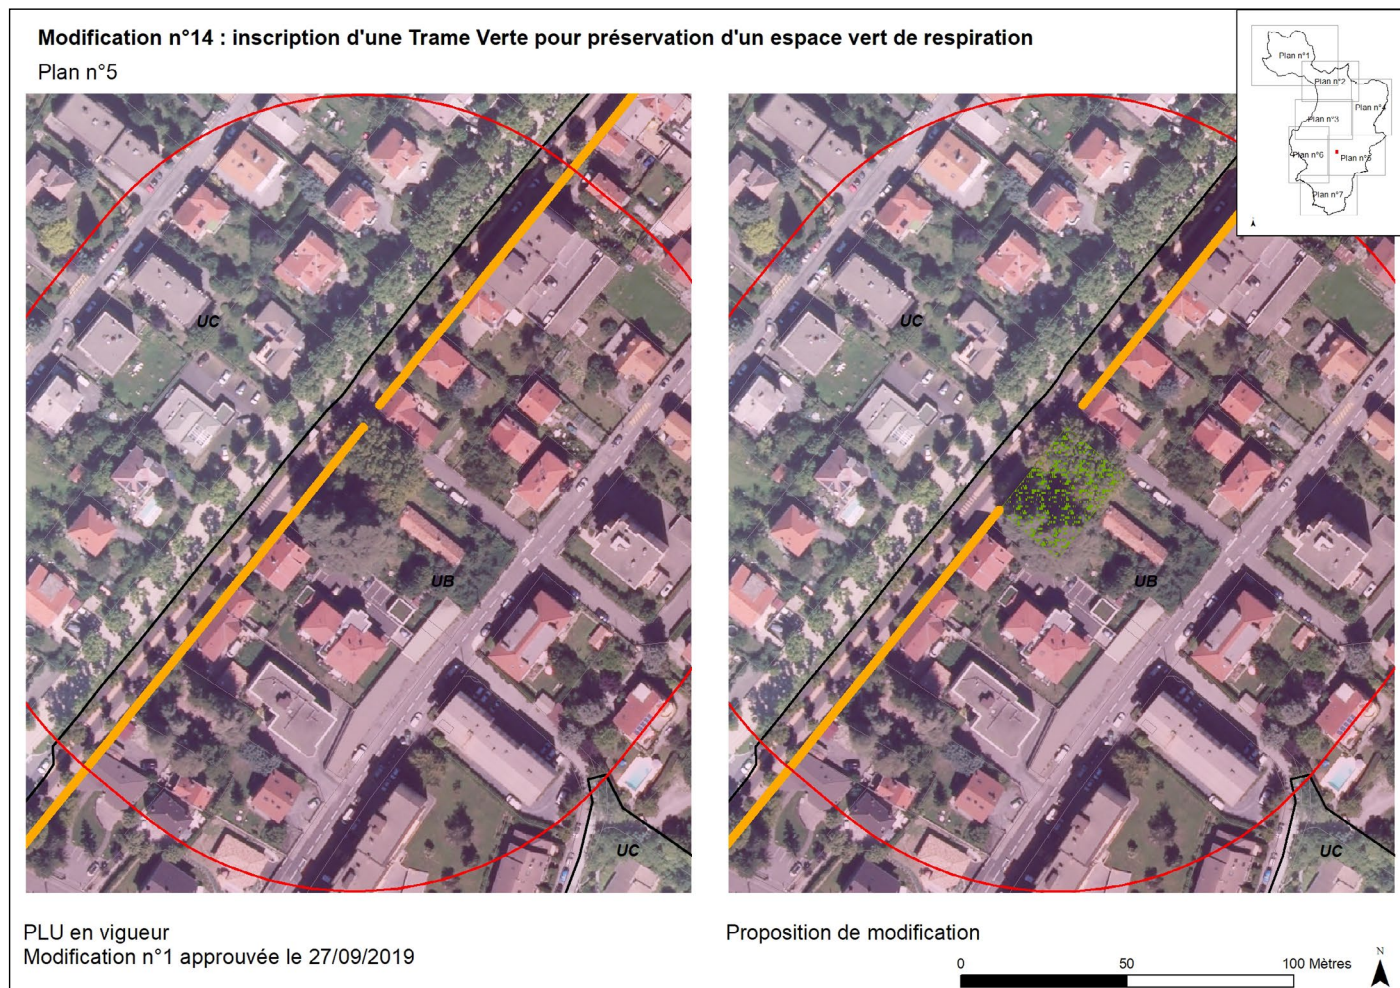 Modification n°14 : inscription d'une Trame Verte pour préservation d'un espace vert de respiration
Plan n°5
Plan n°1
Plan n°2
Plan n°4
Plan n°3
Plan n°6
Plan n°5
Plan n°7
UC
UB
UC
UC
UB
UC
PLU en vigueur
Modification n°1 approuvée le 27/09/2019
Proposition de modification
0 50 100 Mètres
N